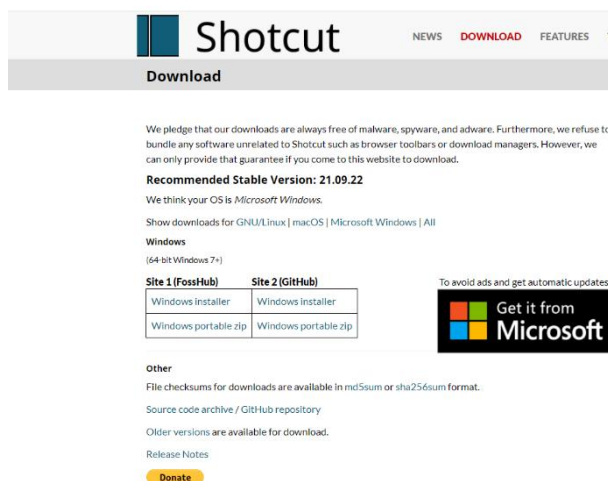 Shotcut
NEWS DOWNLOAD FEATURES
Download
We pledge that our downloads are always free of malware, spyware, and adware. Furthermore, we refuse to
bundle any software unrelated to Shotcut such as browser toolbars or download managers. However, we
can only provide that guarantee if you come to this website to download.
Recommended Stable Version: 21.09.22
We think your OS is Microsoft Windows.
Show downloads for GNU/Linux | macOS | Microsoft Windows | All
Windows
(64-bit Windows 7+)
Site 1 (FossHub) Site 2 (GitHub)
Windows installer Windows installer
Windows portable zip Windows portable zip
To avoid ads and get automatic updates
Get it from
Microsoft
Other
File checksums for downloads are available in md5sum or sha256sum format.
Source code archive / GitHub repository
Older versions are available for download.
Release Notes
Donate